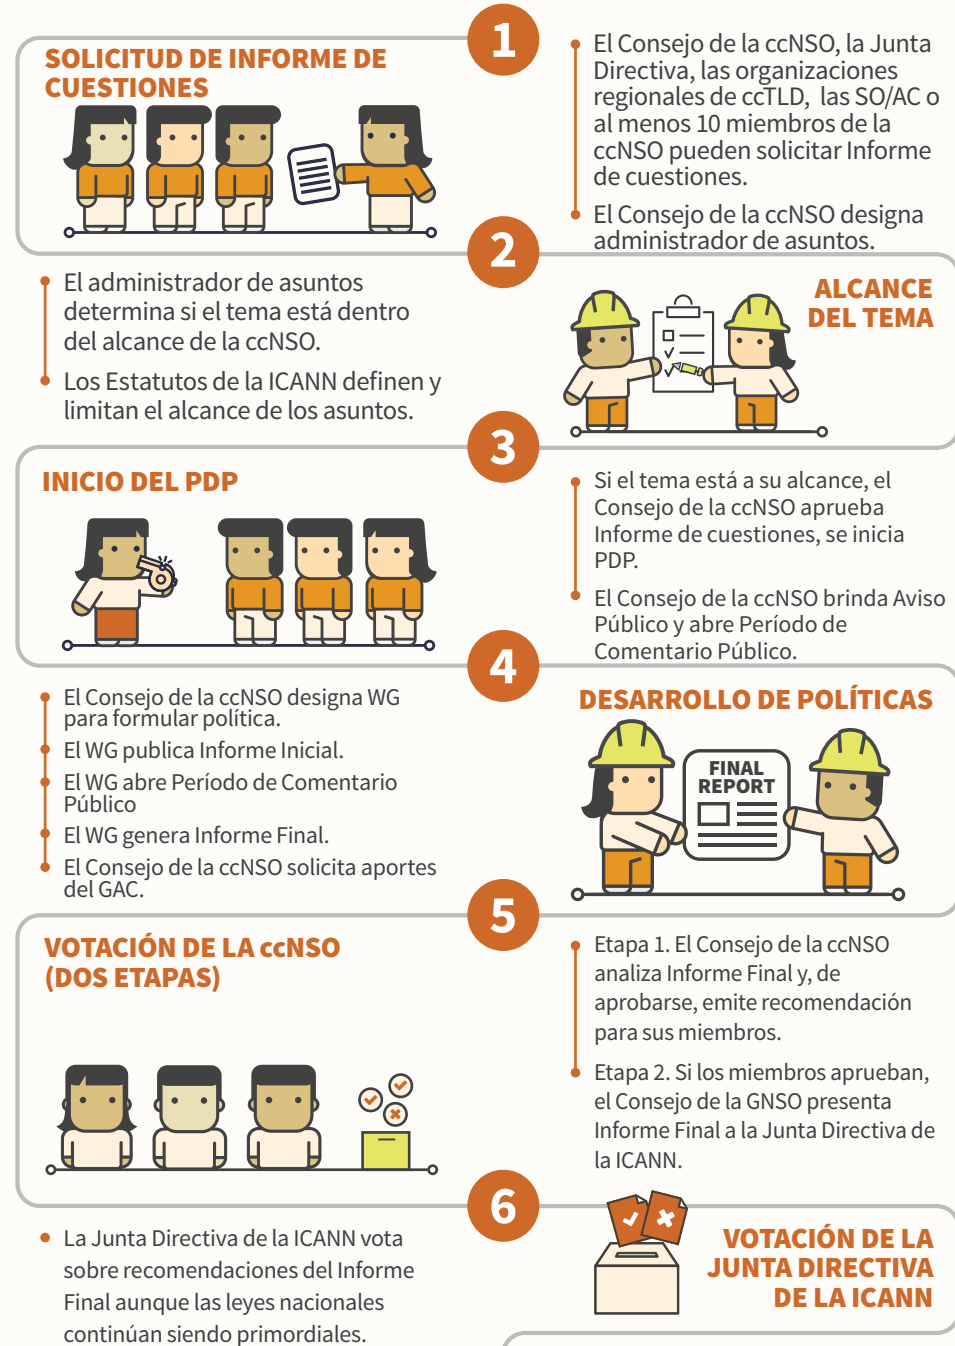 1
SOLICITUD DE INFORME DE
CUESTIONES
El Consejo de la ccNSO, la Junta
Directiva, las organizaciones
regionales de ccTLD, las SO/AC o
al menos 10 miembros de la
ccNSO pueden solicitar Informe
de cuestiones.
El Consejo de la ccNSO designa
administrador de asuntos.
2
ALCANCE
DEL TEMA
El administrador de asuntos
determina si el tema está dentro
del alcance de la ccNSO.
Los Estatutos de la ICANN definen y
limitan el alcance de los asuntos.
3
INICIO DEL PDP
Si el tema está a su alcance, el
Consejo de la ccNSO aprueba
Informe de cuestiones, se inicia
PDP.
El Consejo de la ccNSO brinda Aviso
Público y abre Período de
Comentario Público.
4
DESARROLLO DE POLÍTICAS
FINAL
REPORT
El Consejo de la ccNSO designa WG
para formular política.
El WG publica Informe Inicial.
El WG abre Período de Comentario
Público
El WG genera Informe Final.
El Consejo de la ccNSO solicita aportes
del GAC.
5
VOTACIÓN DE LA ccNSO
(DOS ETAPAS)
Etapa 1. El Consejo de la ccNSO
analiza Informe Final y, de
aprobarse, emite recomendación
para sus miembros.
Etapa 2. Si los miembros aprueban,
el Consejo de la GNSO presenta
Informe Final a la Junta Directiva de
la ICANN.
6
VOTACIÓN DE LA
JUNTA DIRECTIVA
DE LA ICANN
La Junta Directiva de la ICANN vota
sobre recomendaciones del Informe
Final aunque las leyes nacionales
continúan siendo primordiales.